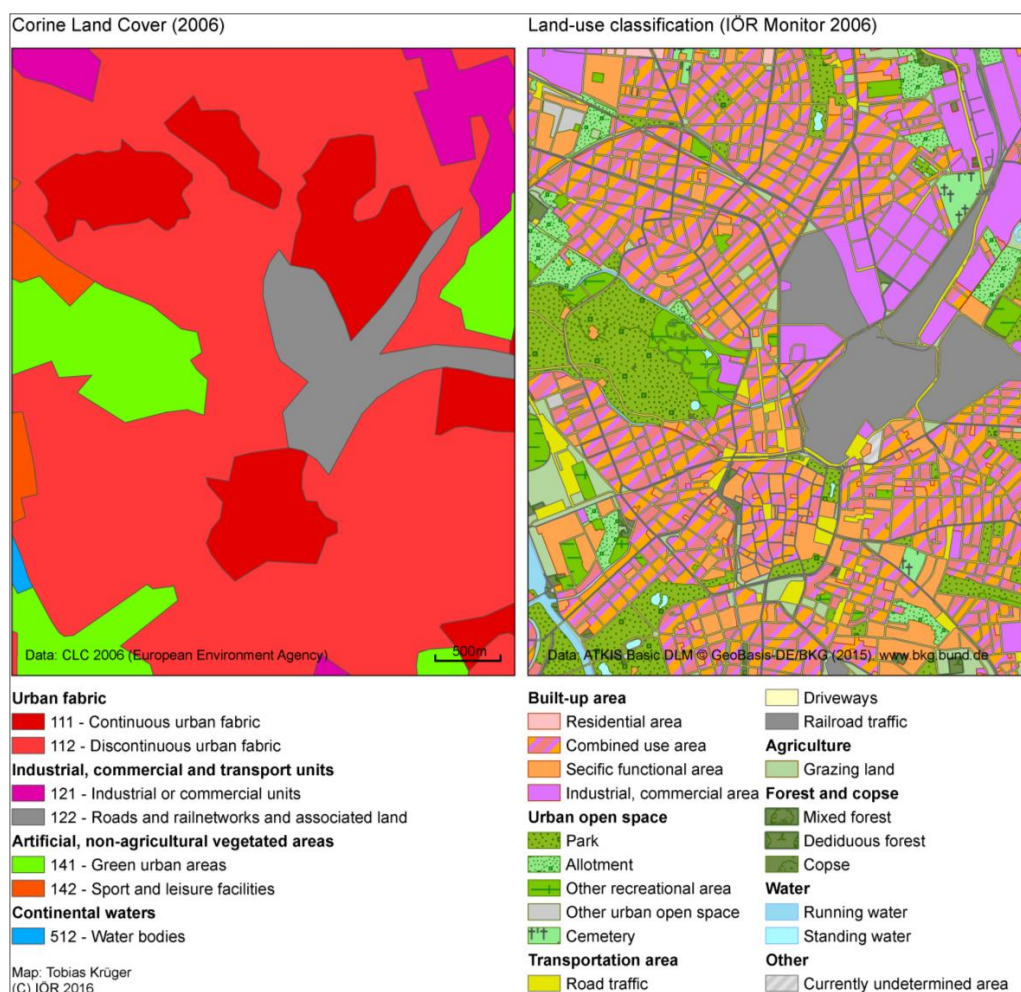 Corine Land Cover (2006)
Data: CLC 2006 (European Environment Agency)
500m
Urban fabric
111 - Continuous urban fabric
112 - Discontinuous urban fabric
Industrial, commercial and transport units
121 - Industrial or commercial units
122 - Roads and railnetworks and associated land
Artificial, non-agricultural vegetated areas
141 - Green urban areas
142 - Sport and leisure facilities
Continental waters
512 - Water bodies
Map: Tobias Krüger
(C) IÖR 2016
Land-use classification (IÖR Monitor 2006)
Data: ATKIS Basic DLM © GeoBasis-DE/BKG (2015). www.bkg.bund.de
Built-up area
Residential area
Combined use area
Secific functional area
Industrial, commercial area
Urban open space
Park
Allotment
Other recreational area
Other urban open space
Cemetery
Transportation area
Road traffic
Driveways
Railroad traffic
Agriculture
Grazing land
Forest and copse
Mixed forest
Dediduous forest
Copse
Water
Running water
Standing water
Other
Currently undetermined area